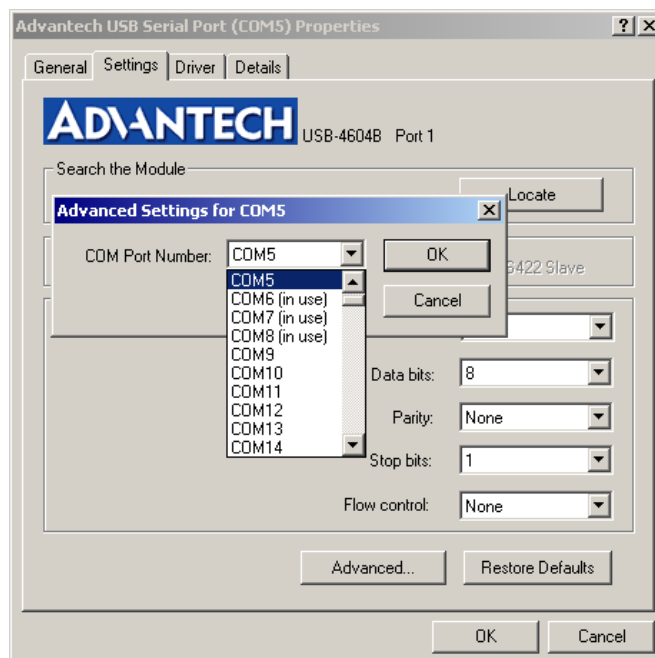 Advantech USB Serial Port (COM5) Properties
General Settings Driver Details
ADVANTECH USB-4604B Port 1
Search the Module
Locate
Advanced Settings for COM5
COM Port Number: COM5 OK
Cancel
COM5
COM6 (in use)
COM7 (in use)
COM8 (in use)
COM9
COM10
COM11
COM12
COM13
COM14
Slave
Data bits: 8
Parity: None
Stop bits: 1
Flow control: None
Advanced... Restore Defaults
OK Cancel